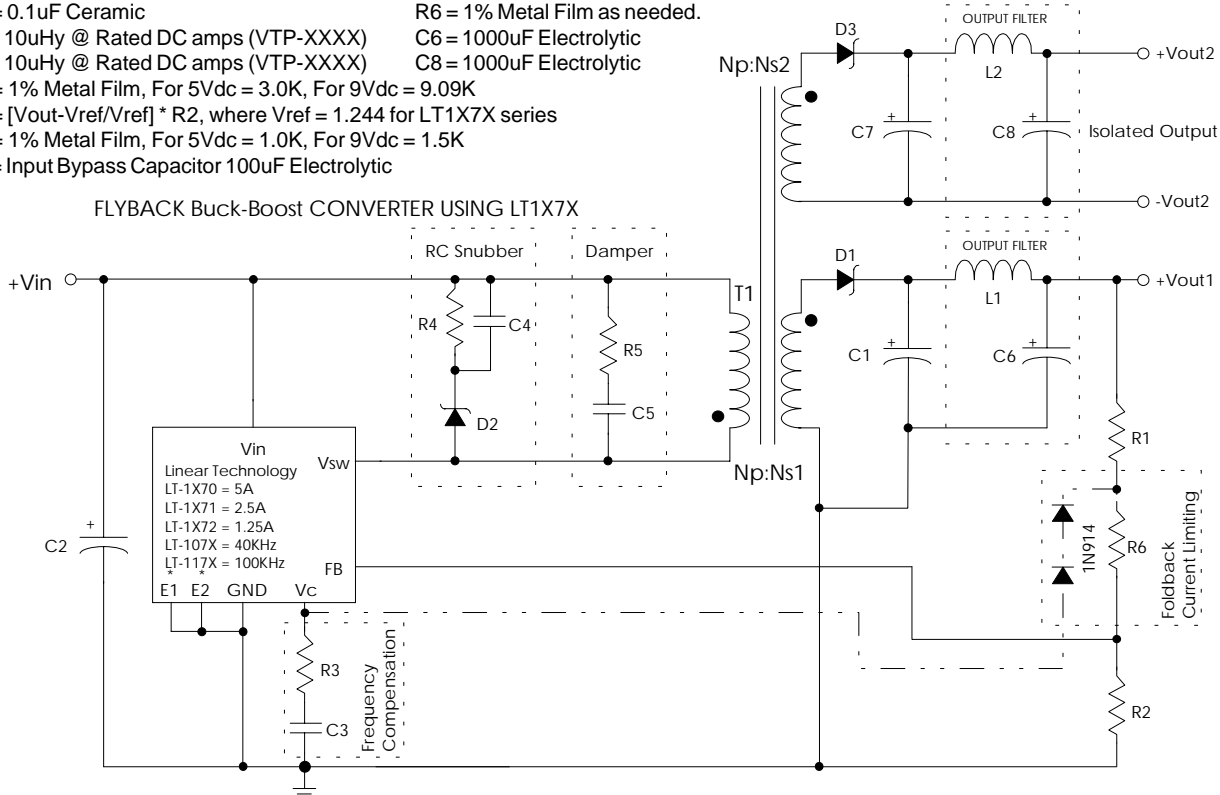 = 0.1uF Ceramic
R6 = 1% Metal Film as needed.
10uHy @ Rated DC amps (VTP-XXXX)
C6 = 1000uF Electrolytic
10uHy @ Rated DC amps (VTP-XXXX)
C8 = 1000uF Electrolytic
= 1% Metal Film, For 5Vdc = 3.0K, For 9Vdc = 9.09K
= [Vout-Vref/Vref] * R2, where Vref = 1.244 for LT1X7X series
= 1% Metal Film, For 5Vdc = 1.0K, For 9Vdc = 1.5K
= Input Bypass Capacitor 100uF Electrolytic
FLYBACK Buck-Boost CONVERTER USING LT1X7X
Np:Ns2
D3
OUTPUT FILTER
L2
+Vout2
+
C7
+
C8
Isolated Output
-Vout2
RC Snubber
Damper
D1
OUTPUT FILTER
L1
+Vout1
+Vin
T1
R4
C4
R5
+
C1
+
C6
D2
C5
R1
Np:Ns1
Vin
Vsw
Linear Technology
LT-1X70 = 5A
LT-1X71 = 2.5A
LT-1X72 = 1.25A
LT-107X = 40KHz
LT-117X = 100KHz
* *
FB
E1 E2 GND Vc
+
C2
1N914
R6
Foldback
Current Limiting
R3
C3
Frequency
Compensation
R2